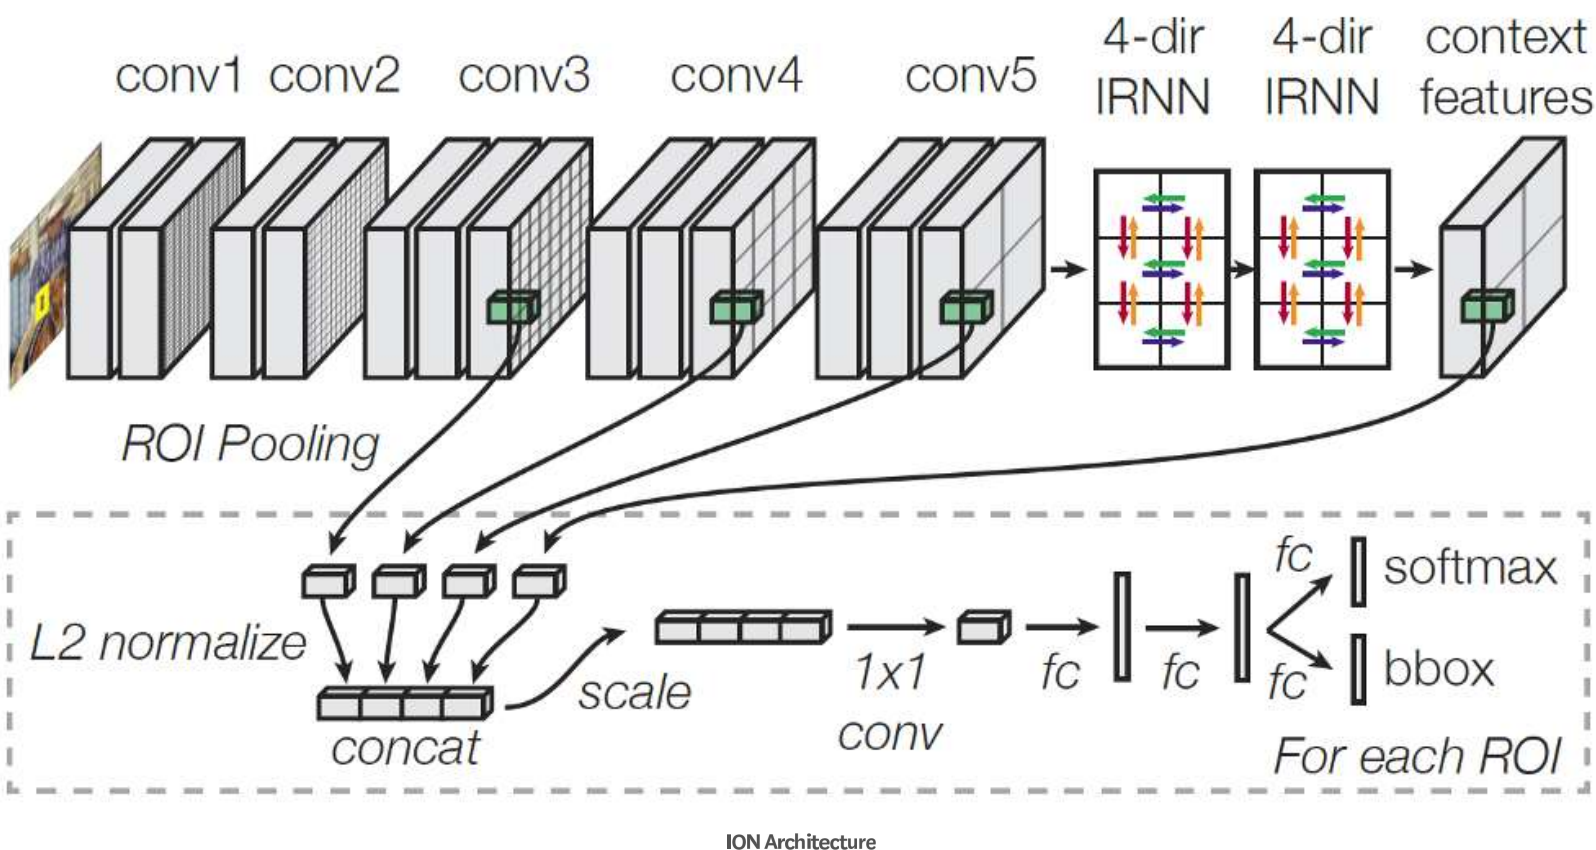 conv1
conv2
conv3
conv4
conv5
4-dir
IRNN
4-dir
IRNN
context
features
ROI Pooling
L2 normalize
concat
scale
1x1
conv
fc
fc
fc
fc
softmax
bbox
For each ROI
ION Architecture